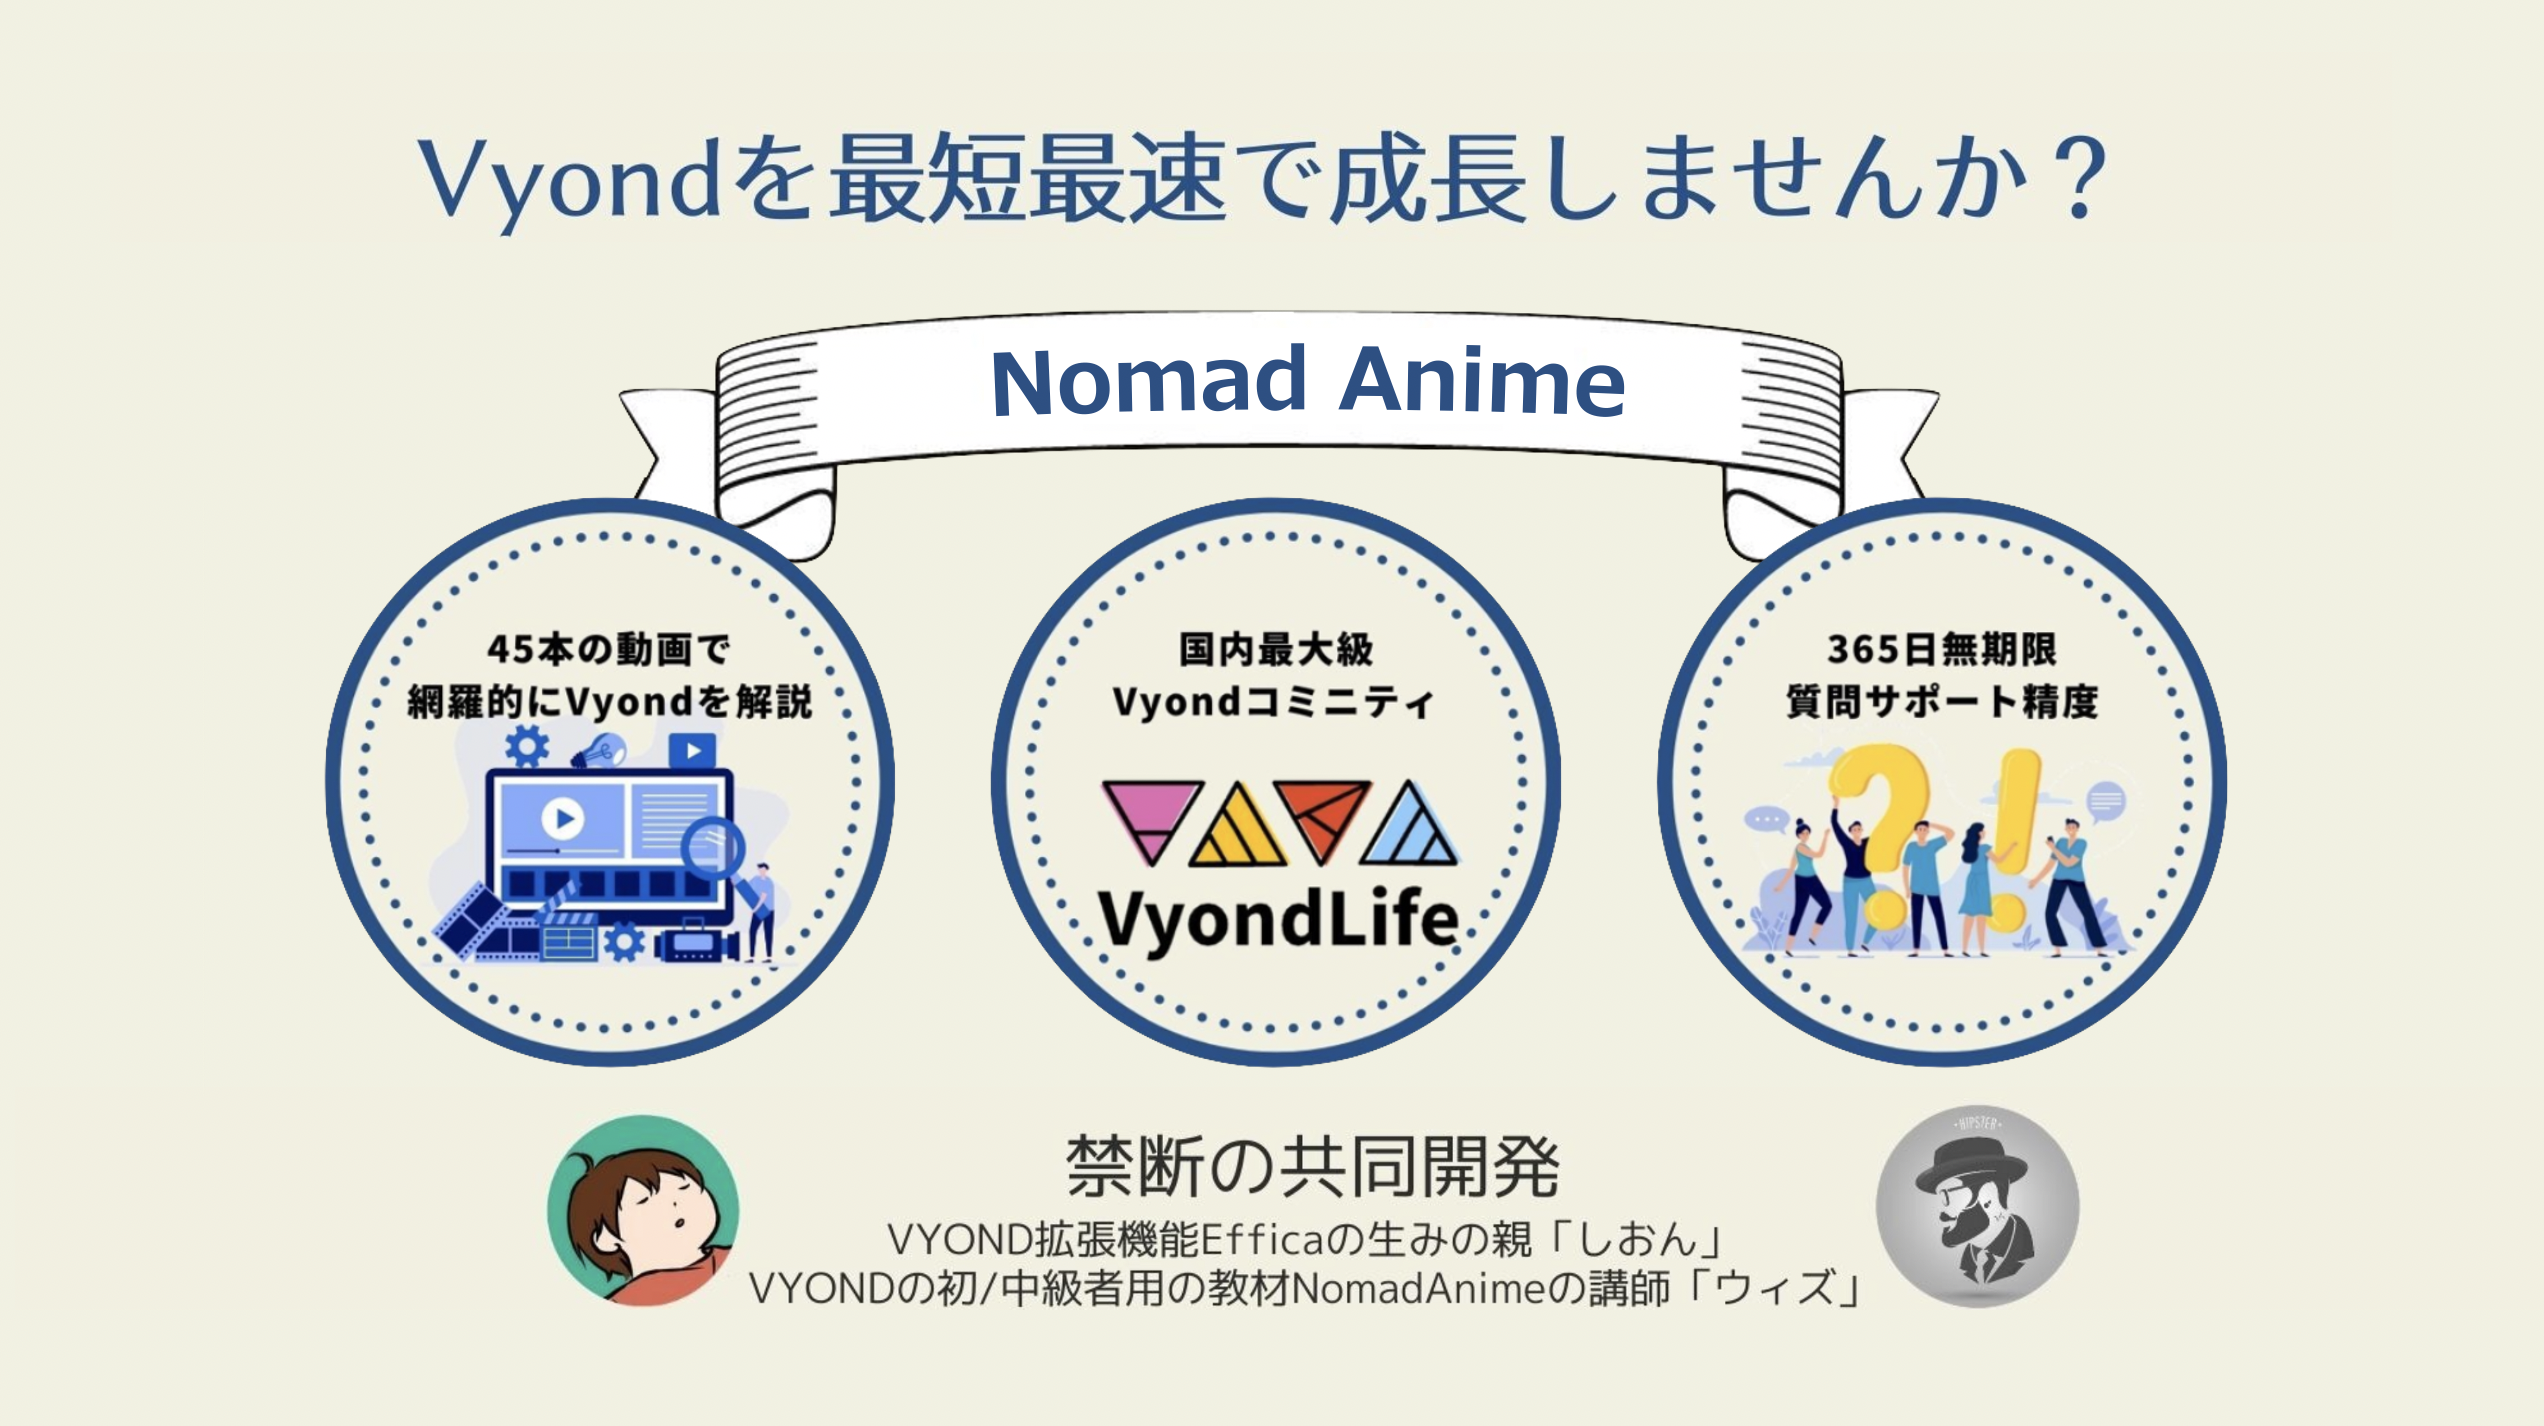 Vyondを最短最速で成長しませんか？
Nomad Anime
45本の動画で
網羅的にVyondを解説
国内最大級
Vyondコミニティ
VyondLife
365日無期限
質問サポート精度
禁断の共同開発
・HIPSTER・
VYOND拡張機能Efficaの生みの親「しおん」
VYONDの初/中級者用の教材NomadAnimeの講師「ウィズ」